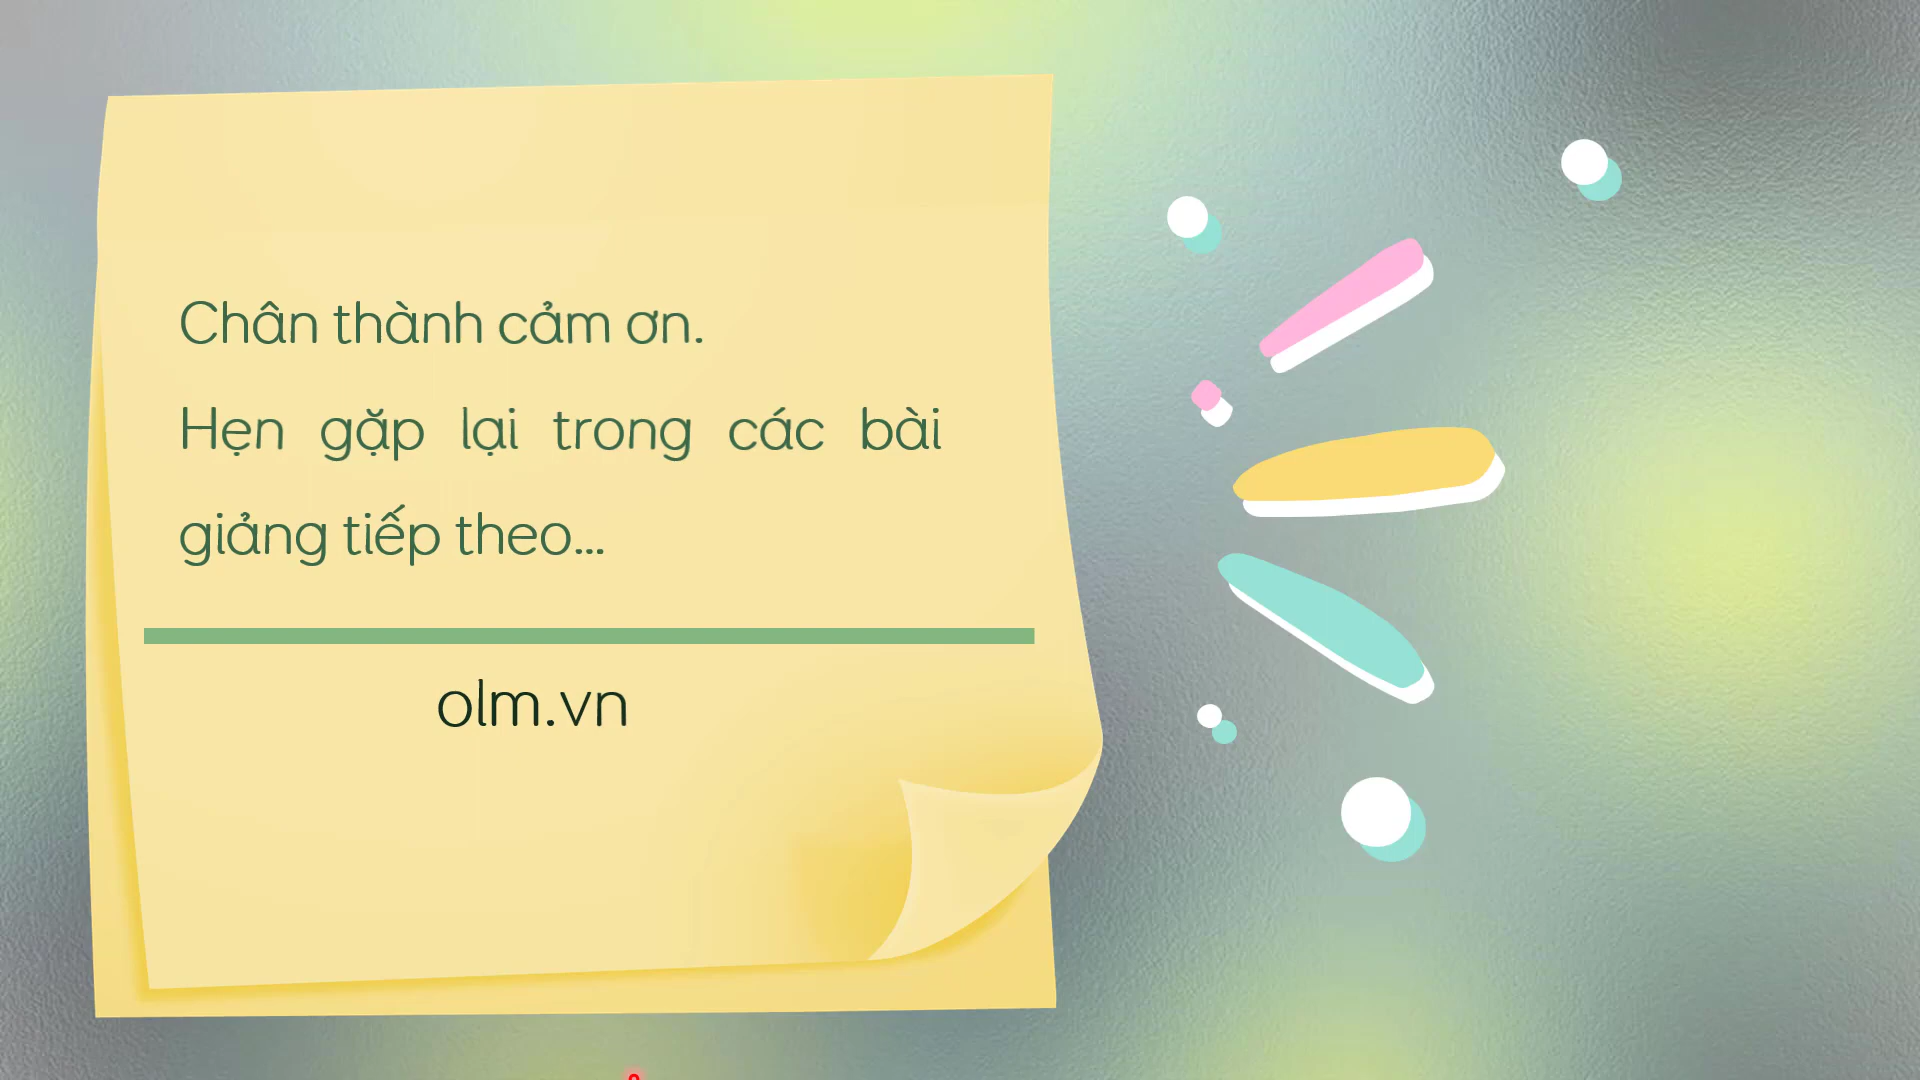 Chân thành cảm ơn.
Hẹn gặp lại trong các bài
giảng tiếp theo...
olm.vn